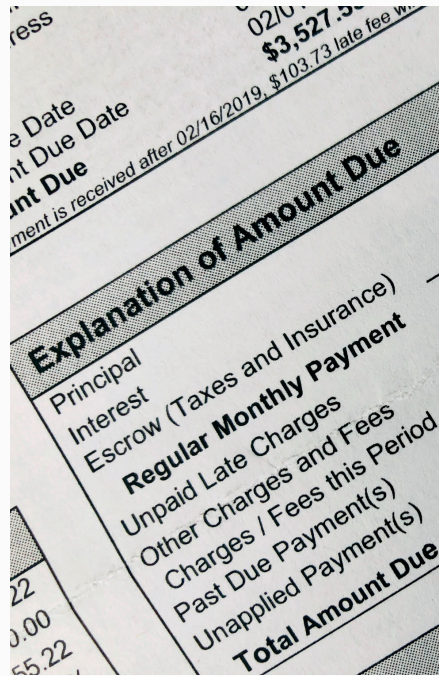 ress
e Date
02/0
nt Due Date
$3,527.5
unt Due
ment is received after 02/16/2019, $103.73 late fee wi
Explanation of Amount Due
Principal
Interest
Escrow (Taxes and Insurance)
Regular Monthly Payment
Unpaid Late Charges
Other Charges and Fees
Charges / Fees this Period
Past Due Payment(s)
Unapplied Payment(s)
Total Amount Due
22
0.00
55.22